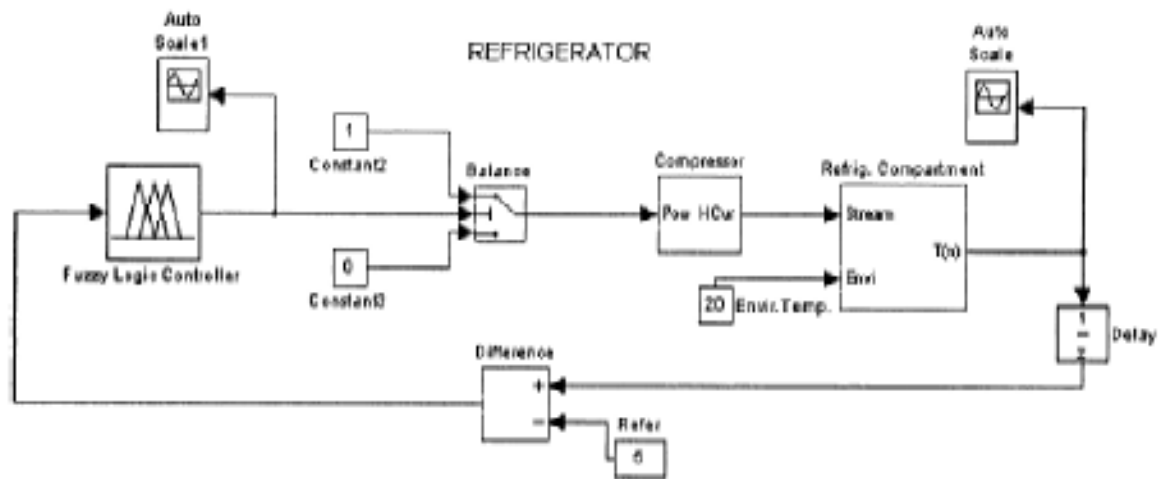 Auto
Scale1
REFRIGERATOR
Auto
Scale
1
Constant2
Balance
Compressor
Refrig. Compartment
Pow HCur
Stream
T(n)
Envi
Fuzzy Logic Controller
0
Constant3
20
Envir.Temp.
1
z
Delay
Difference
+
−
Refer